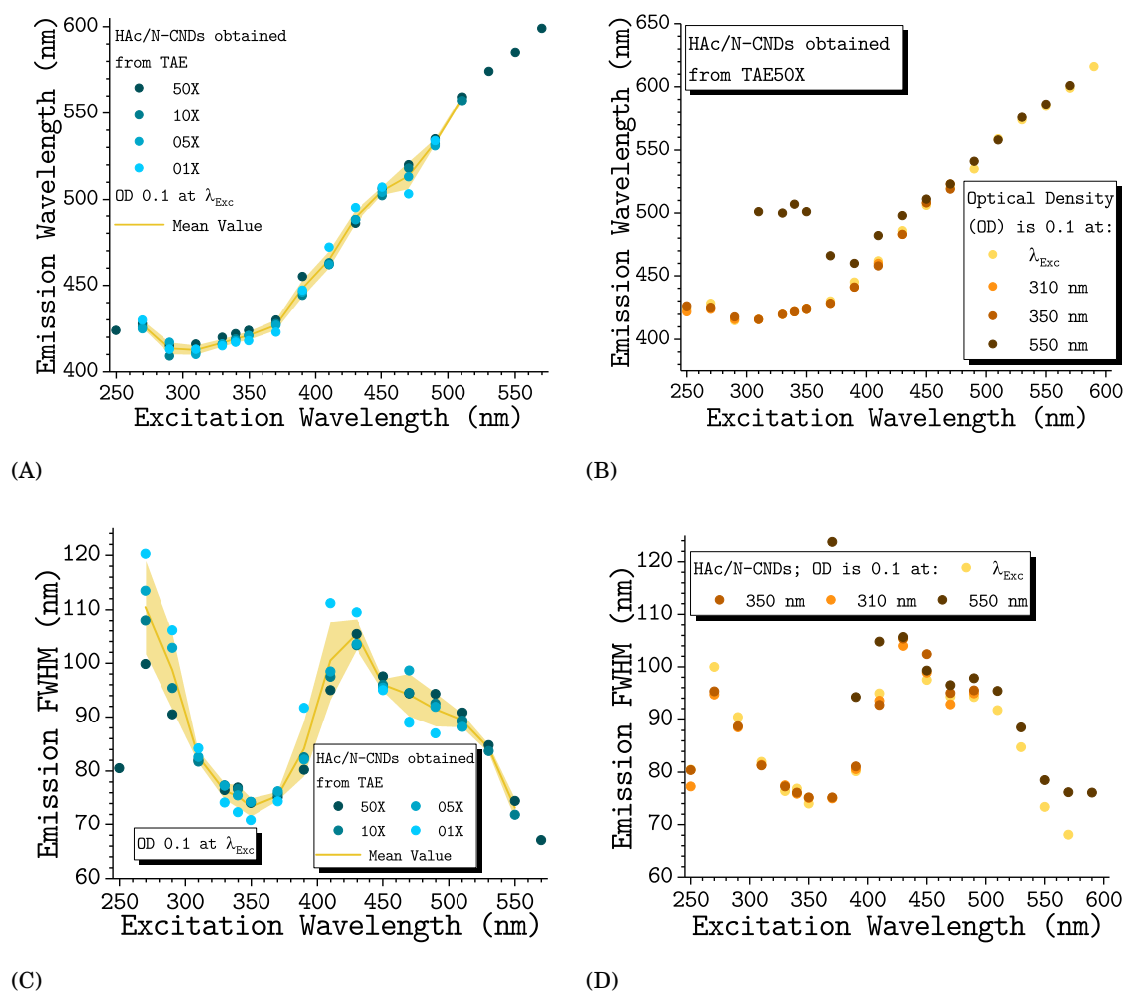 HAc/N-CNDs obtained
from TAE
50X
10X
05X
01X
OD 0.1 at λExc
Mean Value
Emission Wavelength (nm)
600
550
500
450
400
250 300 350 400 450 500 550
Excitation Wavelength (nm)
(A)
HAc/N-CNDs obtained
from TAE50X
Optical Density
(OD) is 0.1 at:
λExc
310 nm
350 nm
550 nm
Emission Wavelength (nm)
650
600
550
500
450
400
250 300 350 400 450 500 550 600
Excitation Wavelength (nm)
(B)
Emission FWHM (nm)
120
110
100
90
80
70
60
HAc/N-CNDs obtained
from TAE
50X 05X
10X 01X
Mean Value
OD 0.1 at λExc
250 300 350 400 450 500 550
Excitation Wavelength (nm)
(C)
Emission FWHM (nm)
120
110
100
90
80
70
60
HAc/N-CNDs; OD is 0.1 at: λExc
350 nm 310 nm 550 nm
250 300 350 400 450 500 550 600
Excitation Wavelength (nm)
(D)